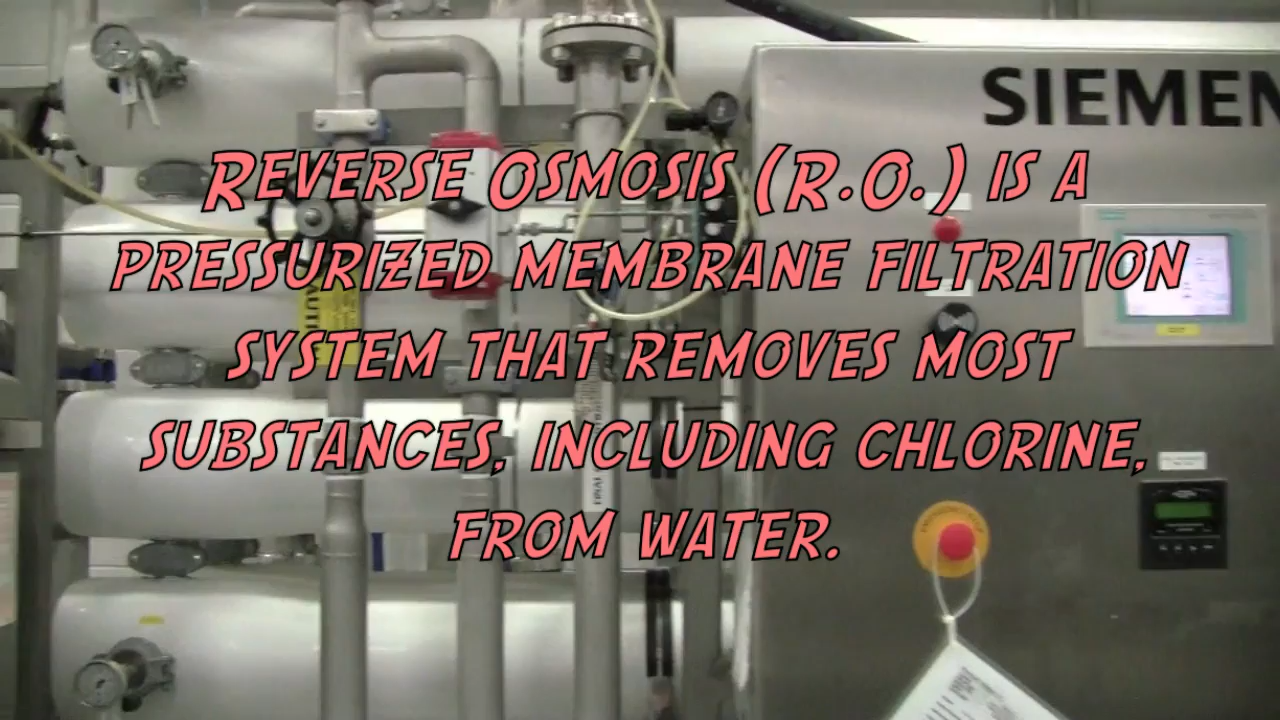 SIEMEN
Reverse Osmosis (R.O.) is a
pressurized membrane filtration
system that removes most
substances, including chlorine,
from water.